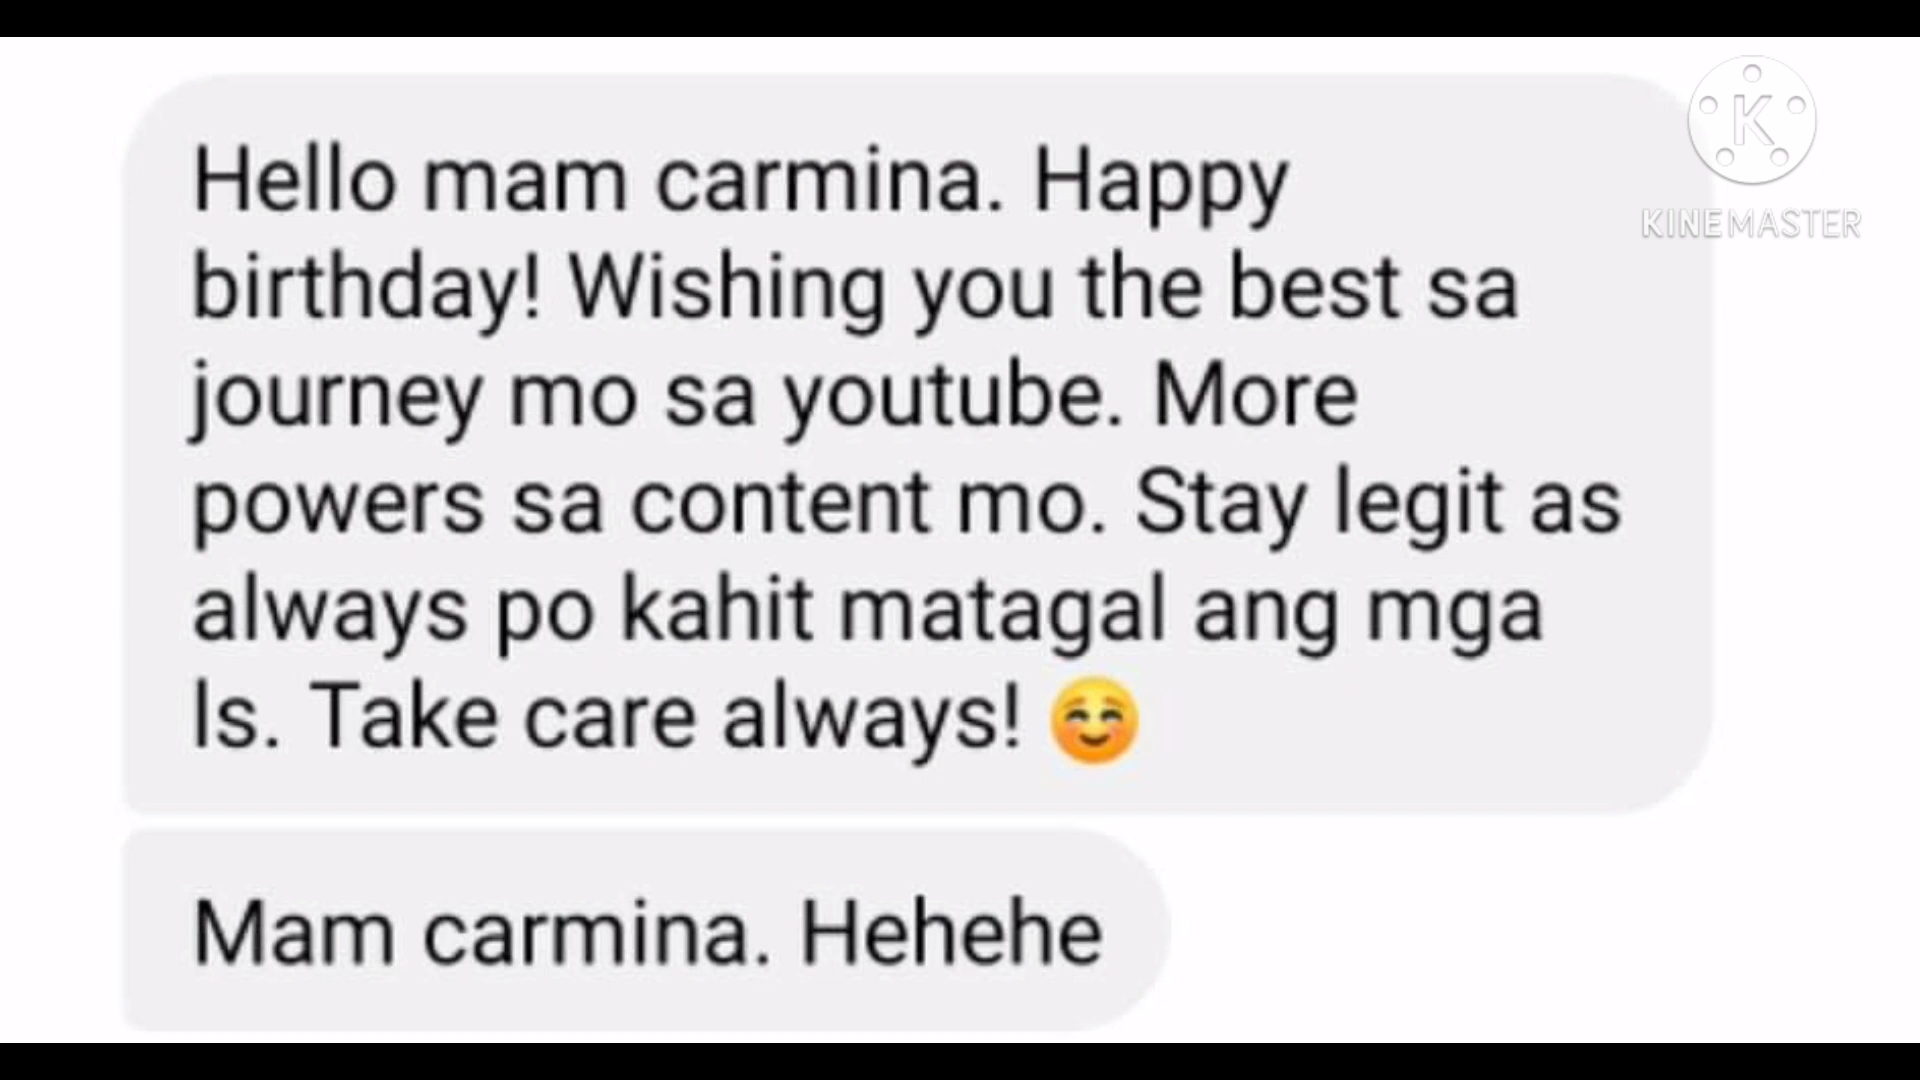 Hello mam carmina. Happy
birthday! Wishing you the best sa
journey mo sa youtube. More
powers sa content mo. Stay legit as
always po kahit matagal ang mga
ls. Take care always! ☺️
Mam carmina. Hehehe
K
KINEMASTER